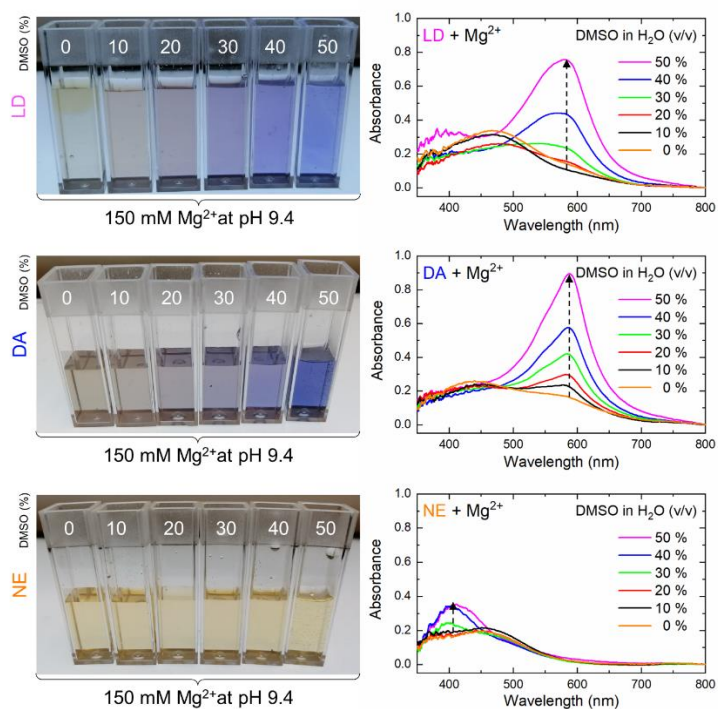 DMSO (%)
0 10 20 30 40 50
LD
150 mM Mg²⁺at pH 9.4
LD + Mg²⁺ DMSO in H₂O (v/v)
50 %
40 %
30 %
20 %
10 %
0 %
Absorbance
1.0
0.8
0.6
0.4
0.2
0.0
400 500 600 700 800
Wavelength (nm)
DMSO (%)
0 10 20 30 40 50
DA
150 mM Mg²⁺at pH 9.4
DA + Mg²⁺ DMSO in H₂O (v/v)
50 %
40 %
30 %
20 %
10 %
0 %
Absorbance
1.0
0.8
0.6
0.4
0.2
0.0
400 500 600 700 800
Wavelength (nm)
DMSO (%)
0 10 20 30 40 50
NE
150 mM Mg²⁺at pH 9.4
NE + Mg²⁺ DMSO in H₂O (v/v)
50 %
40 %
30 %
20 %
10 %
0 %
Absorbance
1.0
0.8
0.6
0.4
0.2
0.0
400 500 600 700 800
Wavelength (nm)